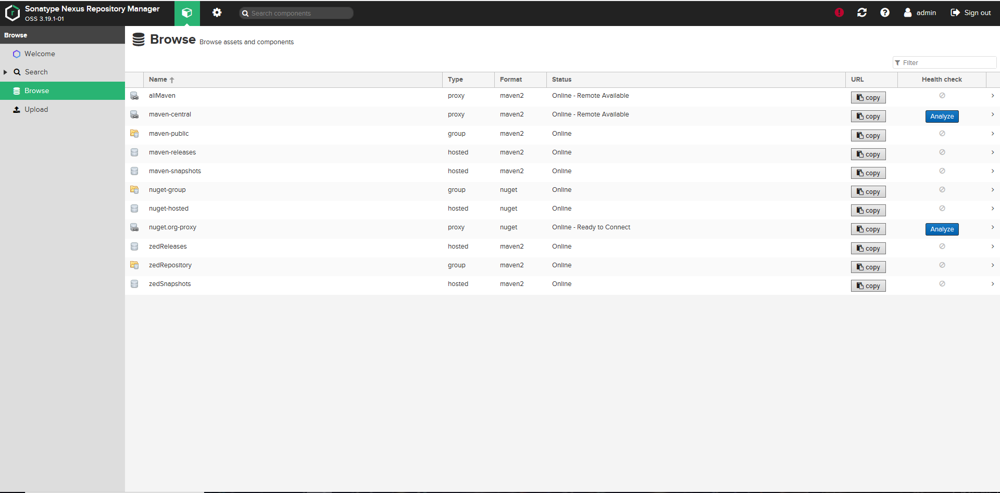 Sonatype Nexus Repository Manager
OSS 3.19.1-01
Search components
admin
Sign out
Browse
Welcome
Search
Browse
Upload
Browse Browse assets and components
Filter
Name Type Format Status URL Health check
aliMaven proxy maven2 Online - Remote Available copy
maven-central proxy maven2 Online - Remote Available copy Analyze
maven-public group maven2 Online copy
maven-releases hosted maven2 Online copy
maven-snapshots hosted maven2 Online copy
nuget-group group nuget Online copy
nuget-hosted hosted nuget Online copy
nuget.org-proxy proxy nuget Online - Ready to Connect copy Analyze
zedReleases hosted maven2 Online copy
zedRepository group maven2 Online copy
zedSnapshots hosted maven2 Online copy